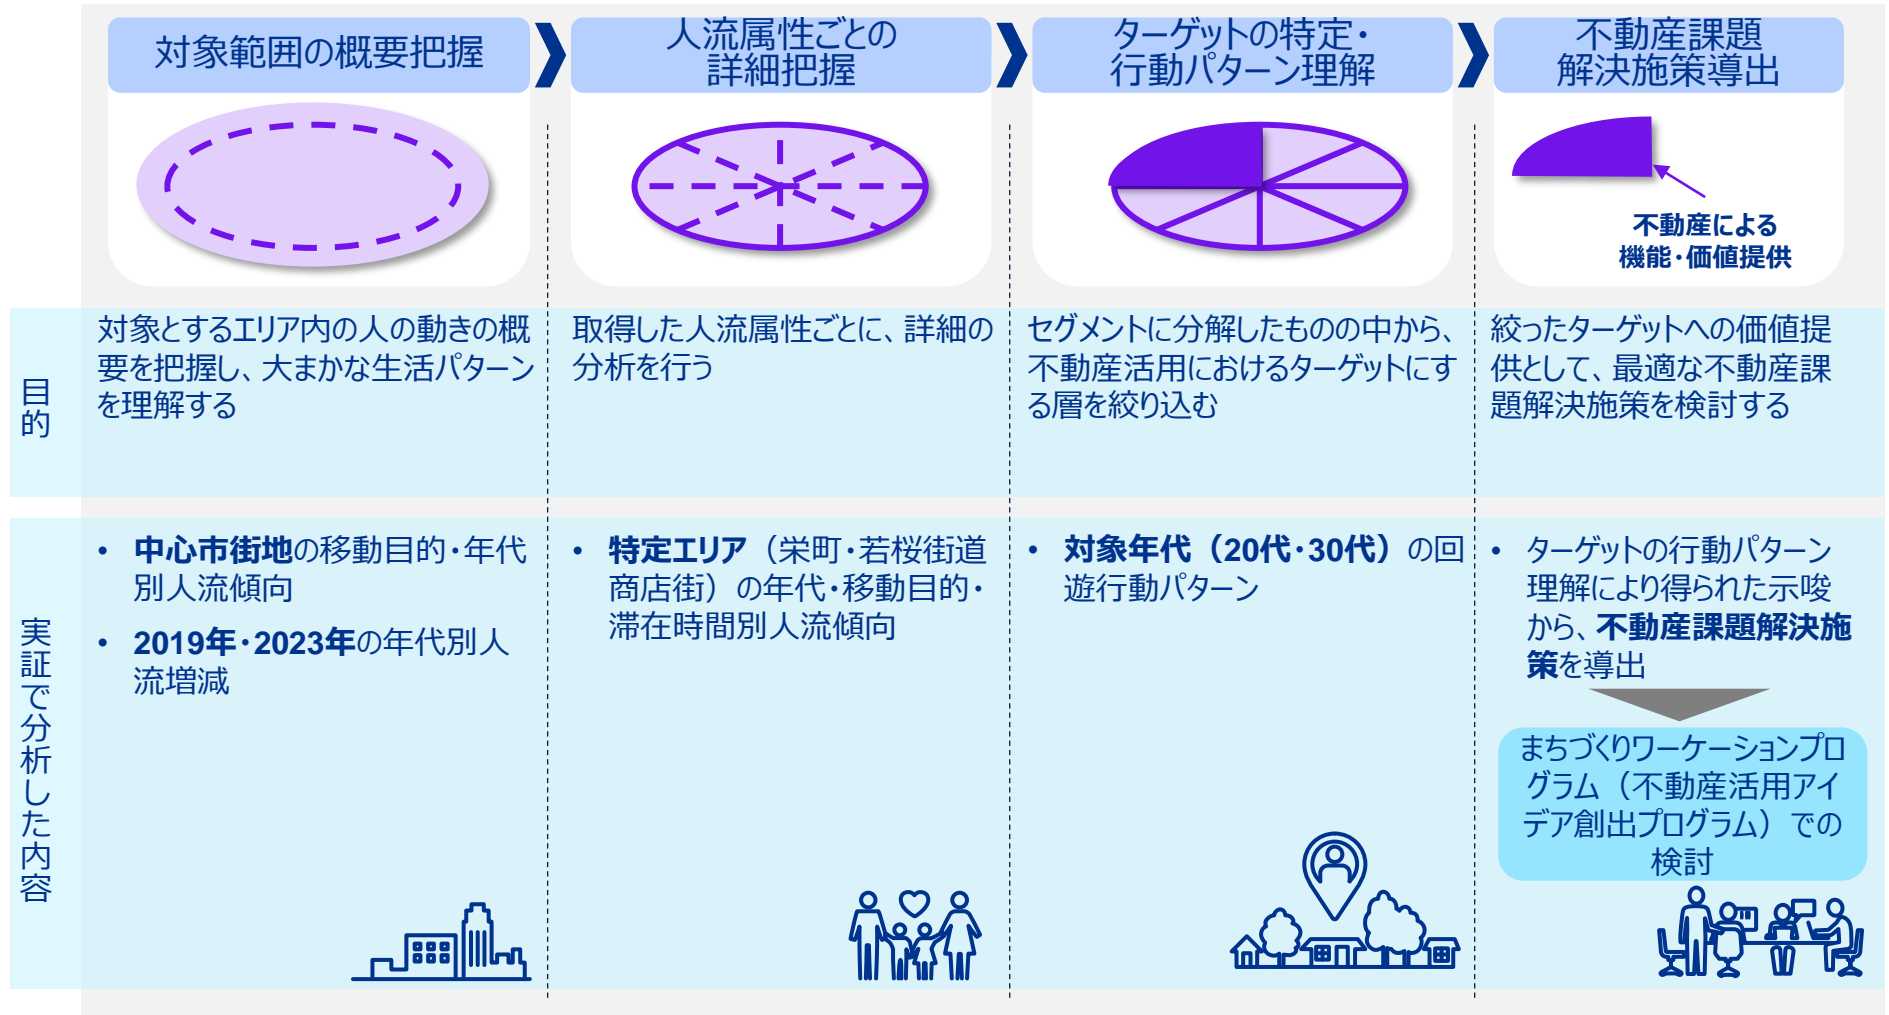 対象範囲の概要把握
人流属性ごとの
詳細把握
ターゲットの特定・
行動パターン理解
不動産課題
解決施策導出
不動産による
機能・価値提供
目的
対象とするエリア内の人の動きの概
要を把握し、大まかな生活パターン
を理解する
取得した人流属性ごとに、詳細の
分析を行う
セグメントに分解したものの中から、
不動産活用におけるターゲットにす
る層を絞り込む
絞ったターゲットへの価値提
供として、最適な不動産課
題解決施策を検討する
実証で分析した内容
• 中心市街地の移動目的・年代
別人流傾向
• 2019年・2023年の年代別人
流増減
• 特定エリア（栄町・若桜街道
商店街）の年代・移動目的・
滞在時間別人流傾向
• 対象年代（20代・30代）の回
遊行動パターン
• ターゲットの行動パターン
理解により得られた示唆
から、不動産課題解決施
策を導出
まちづくりワーケーションプロ
グラム（不動産活用アイ
デア創出プログラム）での
検討